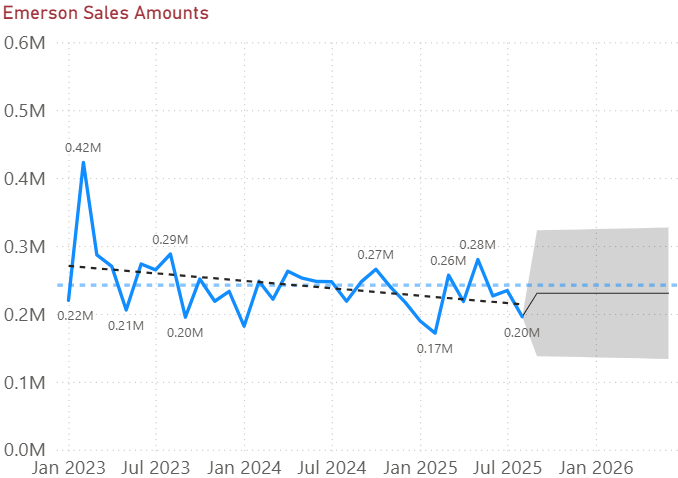 Emerson Sales Amounts
0.6M
0.5M
0.4M
0.3M
0.2M
0.1M
0.0M
0.42M
0.29M
0.27M
0.28M
0.26M
0.22M
0.21M
0.20M
0.17M
0.20M
Jan 2023 Jul 2023 Jan 2024 Jul 2024 Jan 2025 Jul 2025 Jan 2026